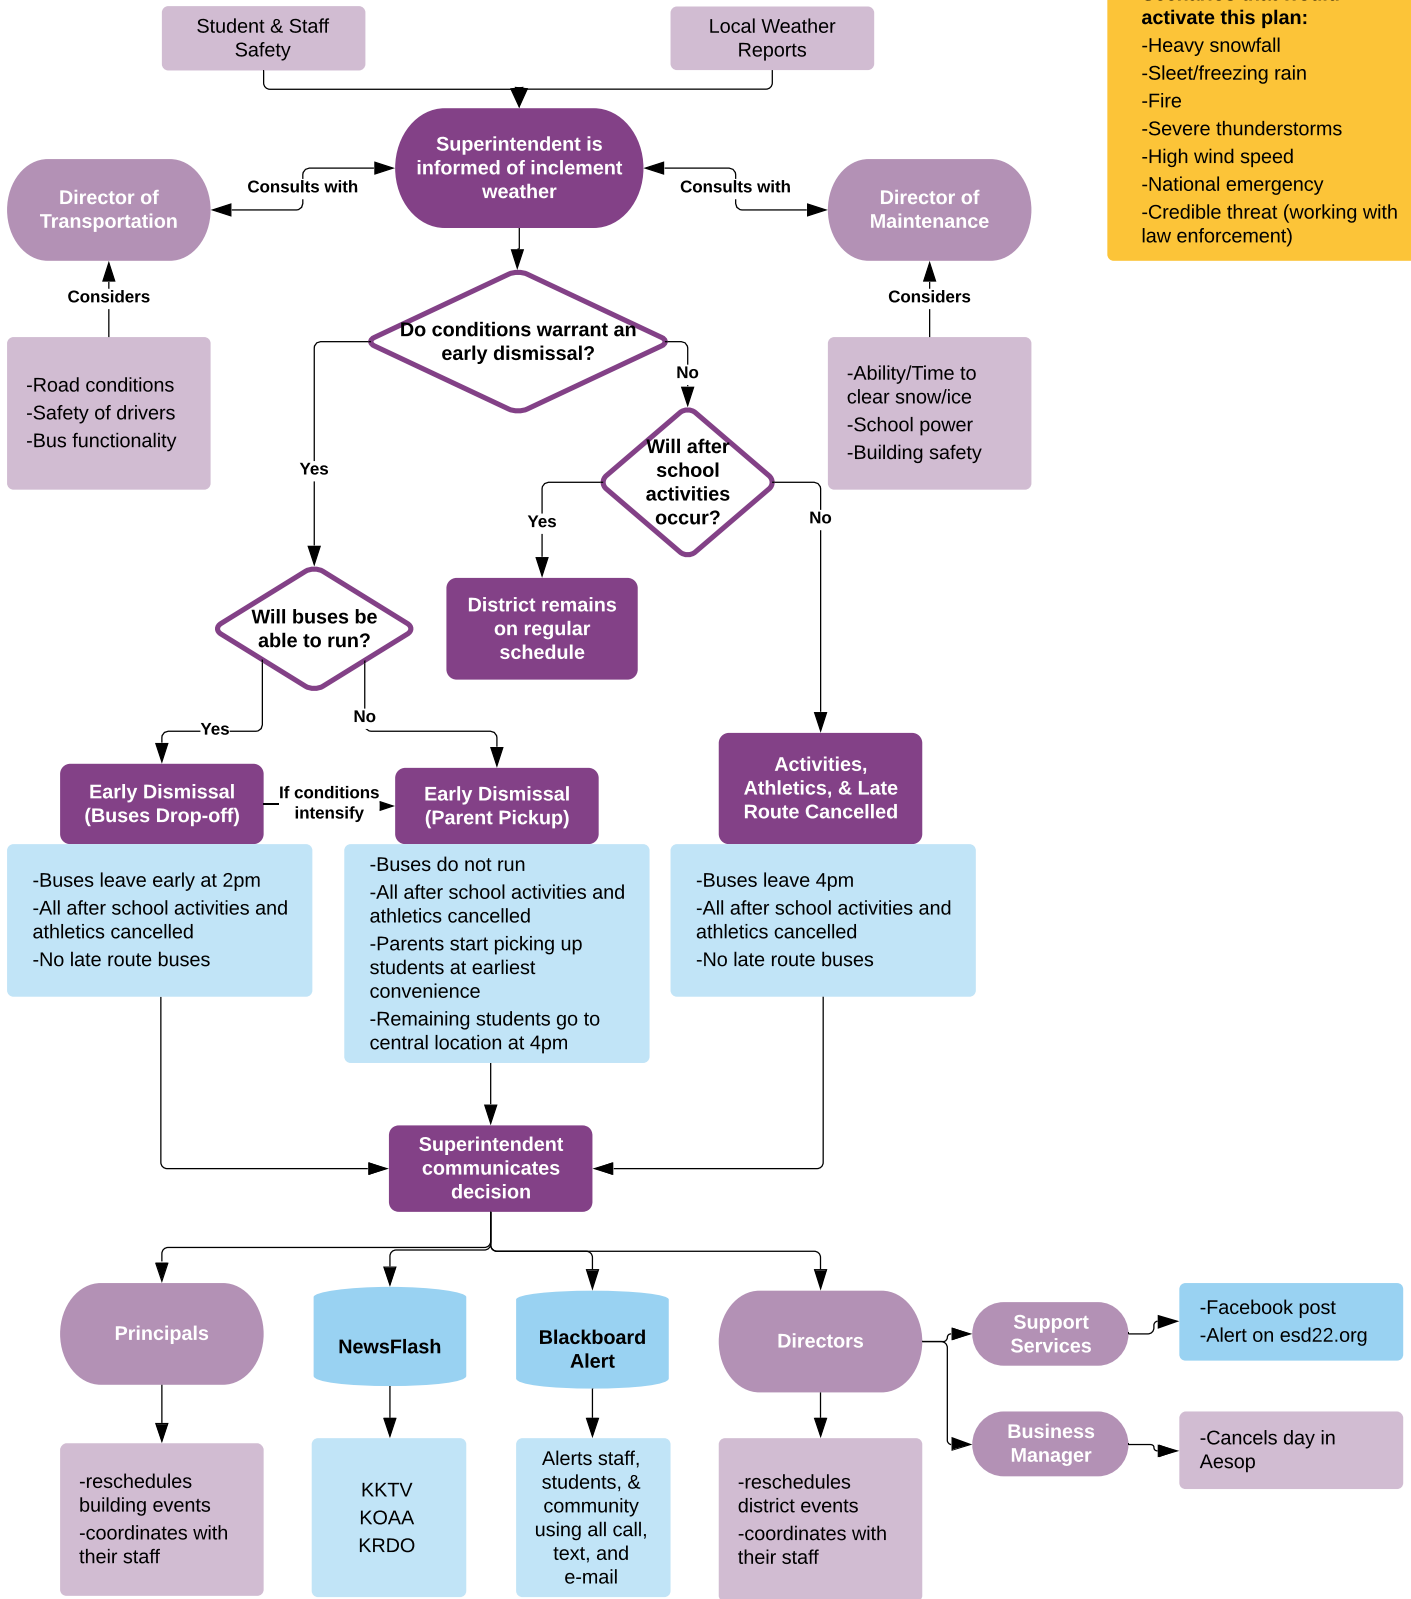 Student & Staff
Safety
Local Weather
Reports
activate this plan:
-Heavy snowfall
-Sleet/freezing rain
-Fire
-Severe thunderstorms
-High wind speed
-National emergency
-Credible threat (working with
law enforcement)
Superintendent is
informed of inclement
weather
Consults with
Consults with
Director of
Transportation
Director of
Maintenance
Considers
Considers
-Road conditions
-Safety of drivers
-Bus functionality
-Ability/Time to
clear snow/ice
-School power
-Building safety
Do conditions warrant an
early dismissal?
No
Yes
Will after
school
activities
occur?
Yes
No
District remains
on regular
schedule
Will buses be
able to run?
Yes
No
Early Dismissal
(Buses Drop-off)
If conditions
intensify
Early Dismissal
(Parent Pickup)
Activities,
Athletics, & Late
Route Cancelled
-Buses leave early at 2pm
-All after school activities and
athletics cancelled
-No late route buses
-Buses do not run
-All after school activities and
athletics cancelled
-Parents start picking up
students at earliest
convenience
-Remaining students go to
central location at 4pm
-Buses leave 4pm
-All after school activities and
athletics cancelled
-No late route buses
Superintendent
communicates
decision
Principals
NewsFlash
Blackboard
Alert
Directors
Support
Services
-Facebook post
-Alert on esd22.org
Business
Manager
-Cancels day in
Aesop
-reschedules
building events
-coordinates with
their staff
KKTV
KOAA
KRDO
Alerts staff,
students, &
community
using all call,
text, and
e-mail
-reschedules
district events
-coordinates with
their staff